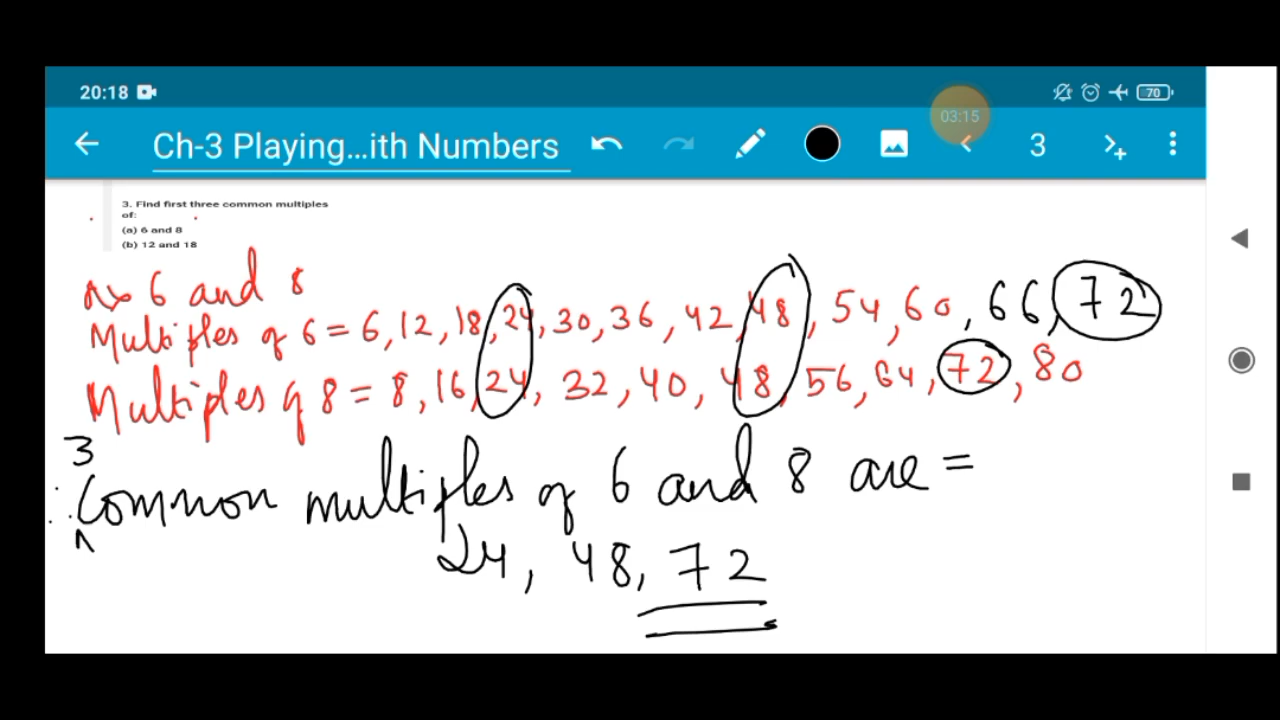 20:18
70
03:15
Ch-3 Playing...ith Numbers
3
3. Find first three common multiples
of:
(a) 6 and 8
(b) 12 and 18
6 and 8
Multiples of 6 = 6, 12, 18, 24, 30, 36, 42, 48, 54, 60, 66, 72
Multiples of 8 = 8, 16, 24, 32, 40, 48, 56, 64, 72, 80
3
∴ Common multiples of 6 and 8 are =
24, 48, 72